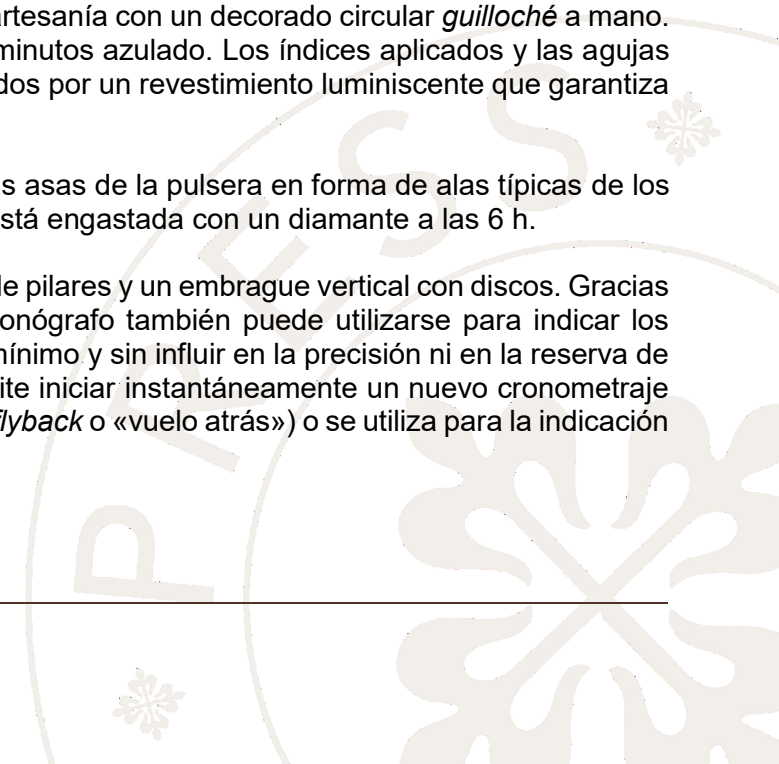 rtesanía con un decorado circular guilloché a mano.
minutos azulado. Los índices aplicados y las agujas
dos por un revestimiento luminiscente que garantiza
s asas de la pulsera en forma de alas típicas de los
stá engastada con un diamante a las 6 h.
de pilares y un embrague vertical con discos. Gracias
onógrafo también puede utilizarse para indicar los
mínimo y sin influir en la precisión ni en la reserva de
ite iniciar instantáneamente un nuevo cronometraje
flyback o «vuelo atrás») o se utiliza para la indicación
PRESS